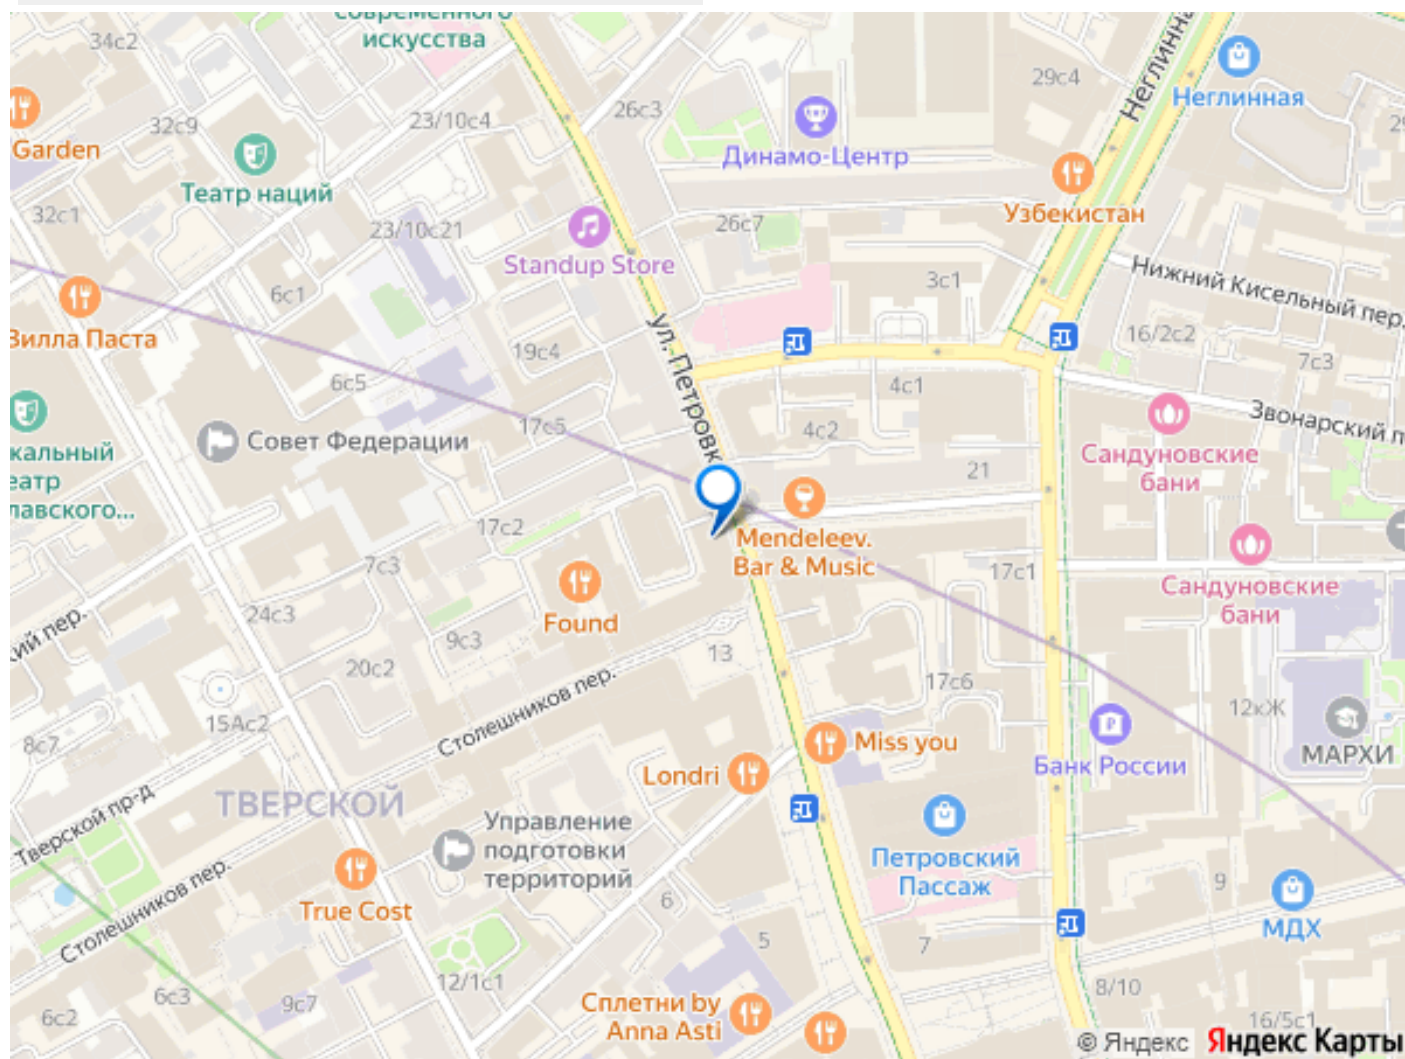 современного
искусства
34с2
Неглинная
29с4
Неглинная
26с3
23/10с4
32с9
Garden
Динамо-Центр
Театр наций
Узбекистан
32с1
23/10с21
26с7
Standup Store
3с1
Нижний Кисельный пер.
6с1
Вилла Паста
ул. Петровка
16/2с2
19с4
7с3
6с5
4с1
Звонарский п
17с5
4с2
Совет Федерации
кальный
еатр
лавского...
21
Сандуновские
бани
17с2
Mendeleev.
Bar & Music
7с3
17с1
Found
Сандуновские
бани
24с3
кий пер.
9с3
13
20с2
17с6
Столешников пер.
15Ас2
12кЖ
8с7
Miss you
МАРХИ
Londri
Банк России
ТВЕРСКОЙ
Тверской пр-д
Управление
подготовки
территорий
Петровский
Пассаж
9
True Cost
6
Столешников пер.
МДХ
5
7
12/1с1
6с3
9с7
8/10
Сплетни by
Anna Asti
6с2
16/5с1
© Яндекс Яндекс Карты